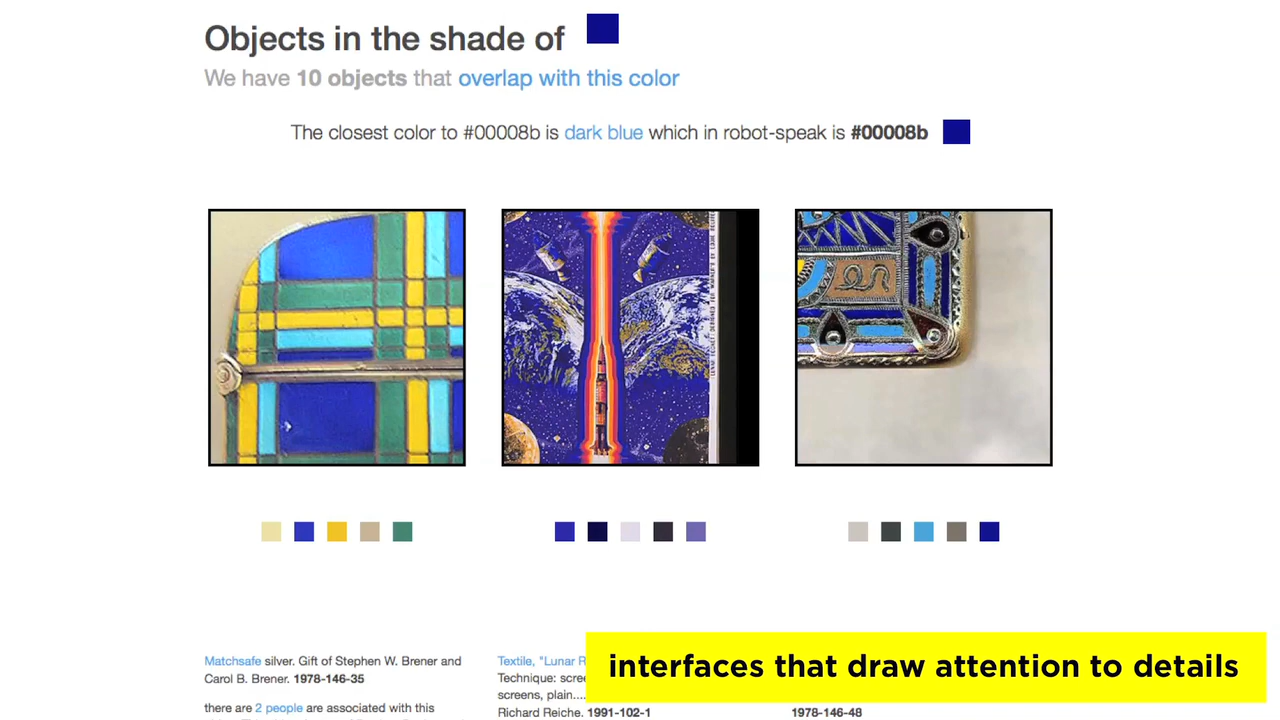 Objects in the shade of
We have 10 objects that overlap with this color
The closest color to #00008b is dark blue which in robot-speak is #00008b
Matchsafe silver. Gift of Stephen W. Brener and
Carol B. Brener. 1978-146-35
there are 2 people are associated with this
Textile, "Lunar R
Technique: scree
screens, plain....
Richard Reiche. 1991-102-1
1978-146-48
interfaces that draw attention to details